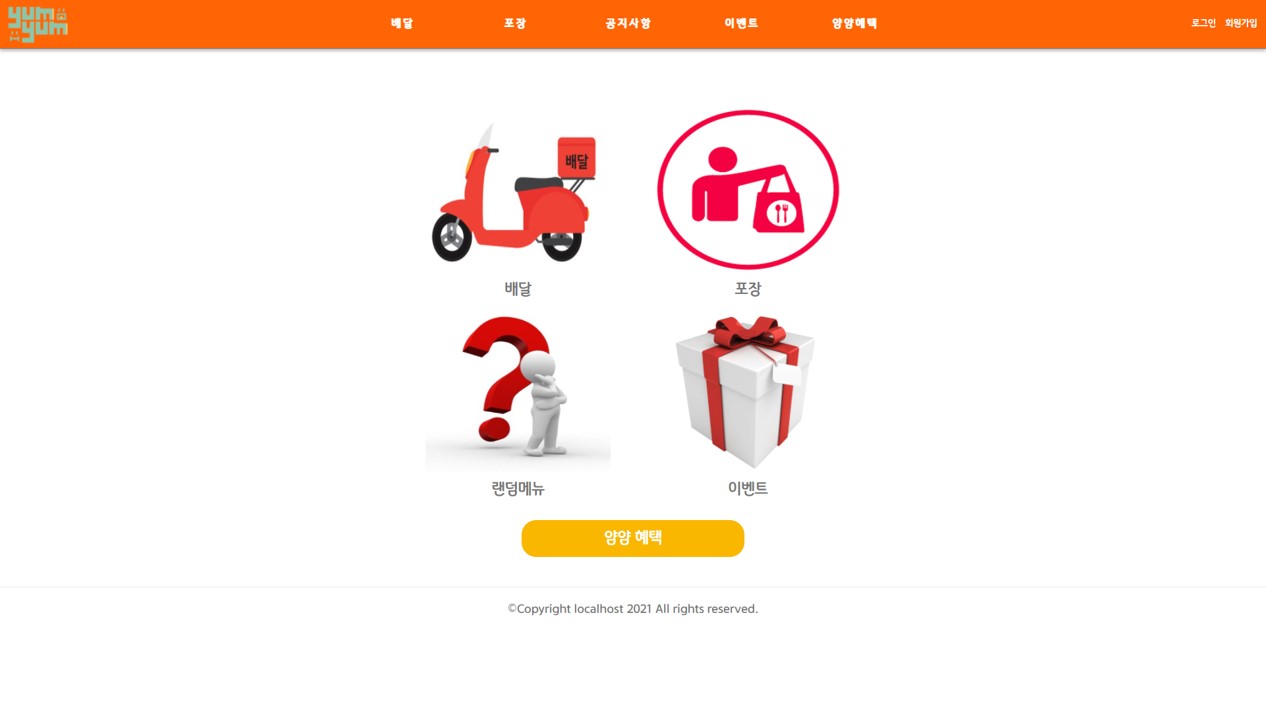 yum
yum
배달
포장
공지사항
이벤트
얌얌혜택
로그인
회원가입
배달
배달
포장
랜덤메뉴
이벤트
얌얌 혜택
©Copyright localhost 2021 All rights reserved.